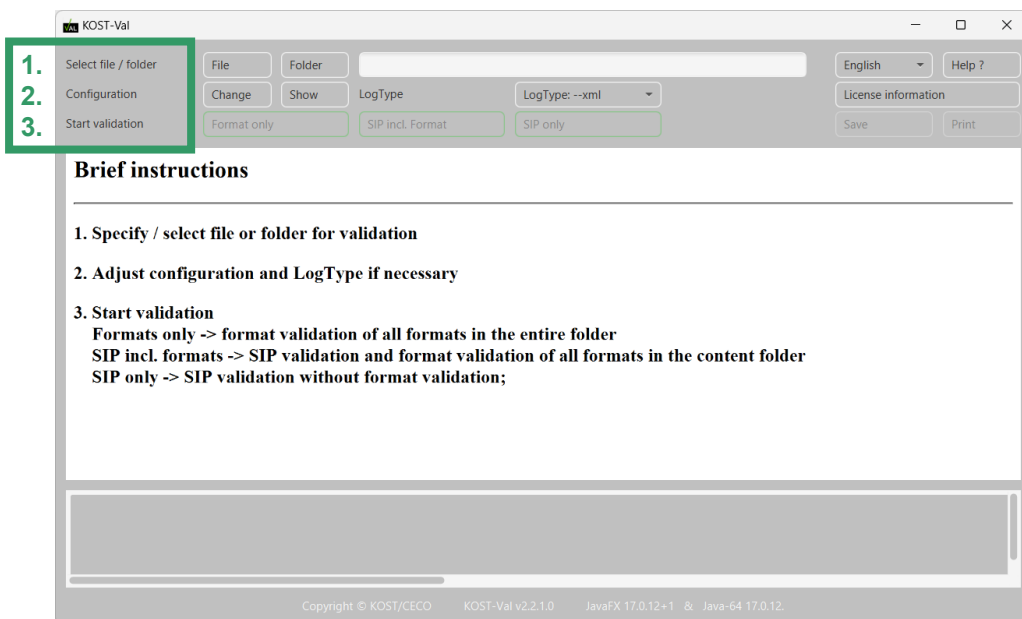 KOST-Val
1. Select file / folder File Folder English Help ?
2. Configuration Change Show LogType LogType: --xml License information
3. Start validation Format only SIP incl. Format SIP only Save Print
Brief instructions
1. Specify / select file or folder for validation
2. Adjust configuration and LogType if necessary
3. Start validation
Formats only -> format validation of all formats in the entire folder
SIP incl. formats -> SIP validation and format validation of all formats in the content folder
SIP only -> SIP validation without format validation;
Copyright © KOST/CECO KOST-Val v2.2.1.0 JavaFX 17.0.12+1 & Java-64 17.0.12.